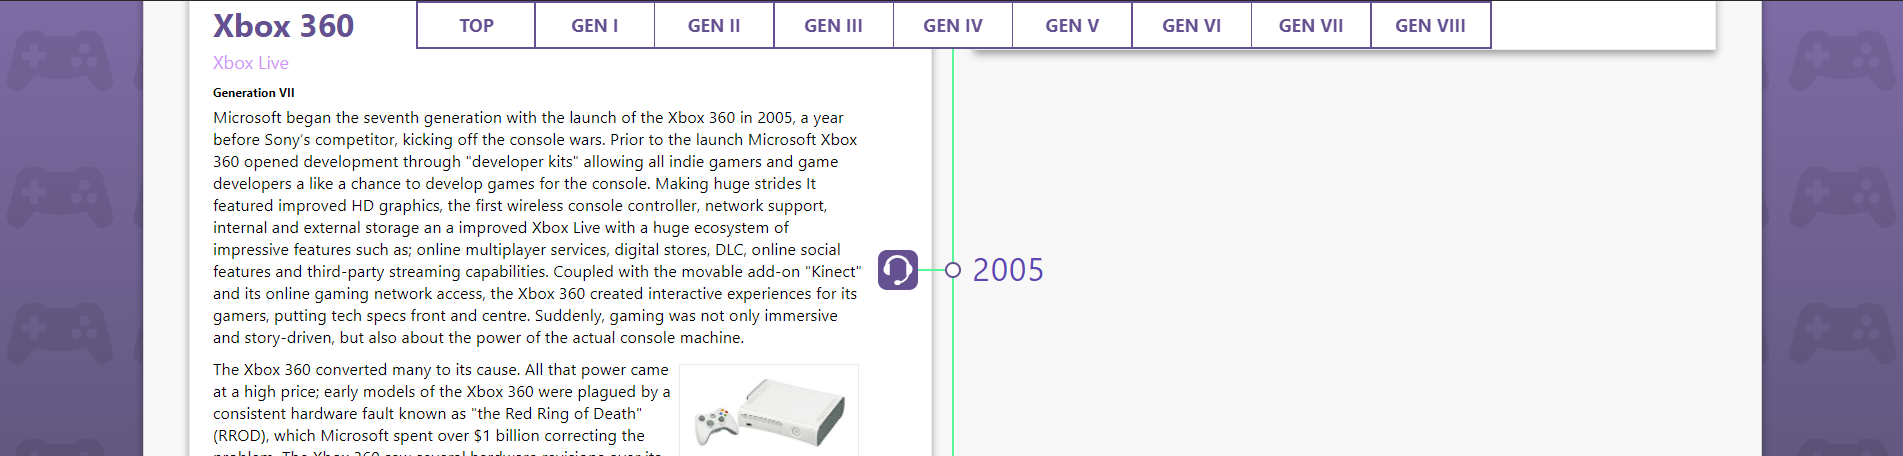 Xbox 360
TOP
GEN I
GEN II
GEN III
GEN IV
GEN V
GEN VI
GEN VII
GEN VIII
Xbox Live
Generation VII
Microsoft began the seventh generation with the launch of the Xbox 360 in 2005, a year
before Sony's competitor, kicking off the console wars. Prior to the launch Microsoft Xbox
360 opened development through "developer kits" allowing all indie gamers and game
developers a like a chance to develop games for the console. Making huge strides It
featured improved HD graphics, the first wireless console controller, network support,
internal and external storage an a improved Xbox Live with a huge ecosystem of
impressive features such as; online multiplayer services, digital stores, DLC, online social
features and third-party streaming capabilities. Coupled with the movable add-on "Kinect"
and its online gaming network access, the Xbox 360 created interactive experiences for its
gamers, putting tech specs front and centre. Suddenly, gaming was not only immersive
and story-driven, but also about the power of the actual console machine.
2005
The Xbox 360 converted many to its cause. All that power came
at a high price; early models of the Xbox 360 were plagued by a
consistent hardware fault known as "the Red Ring of Death"
(RROD), which Microsoft spent over $1 billion correcting the
problem. The Xbox 360 saw several hardware revisions over its